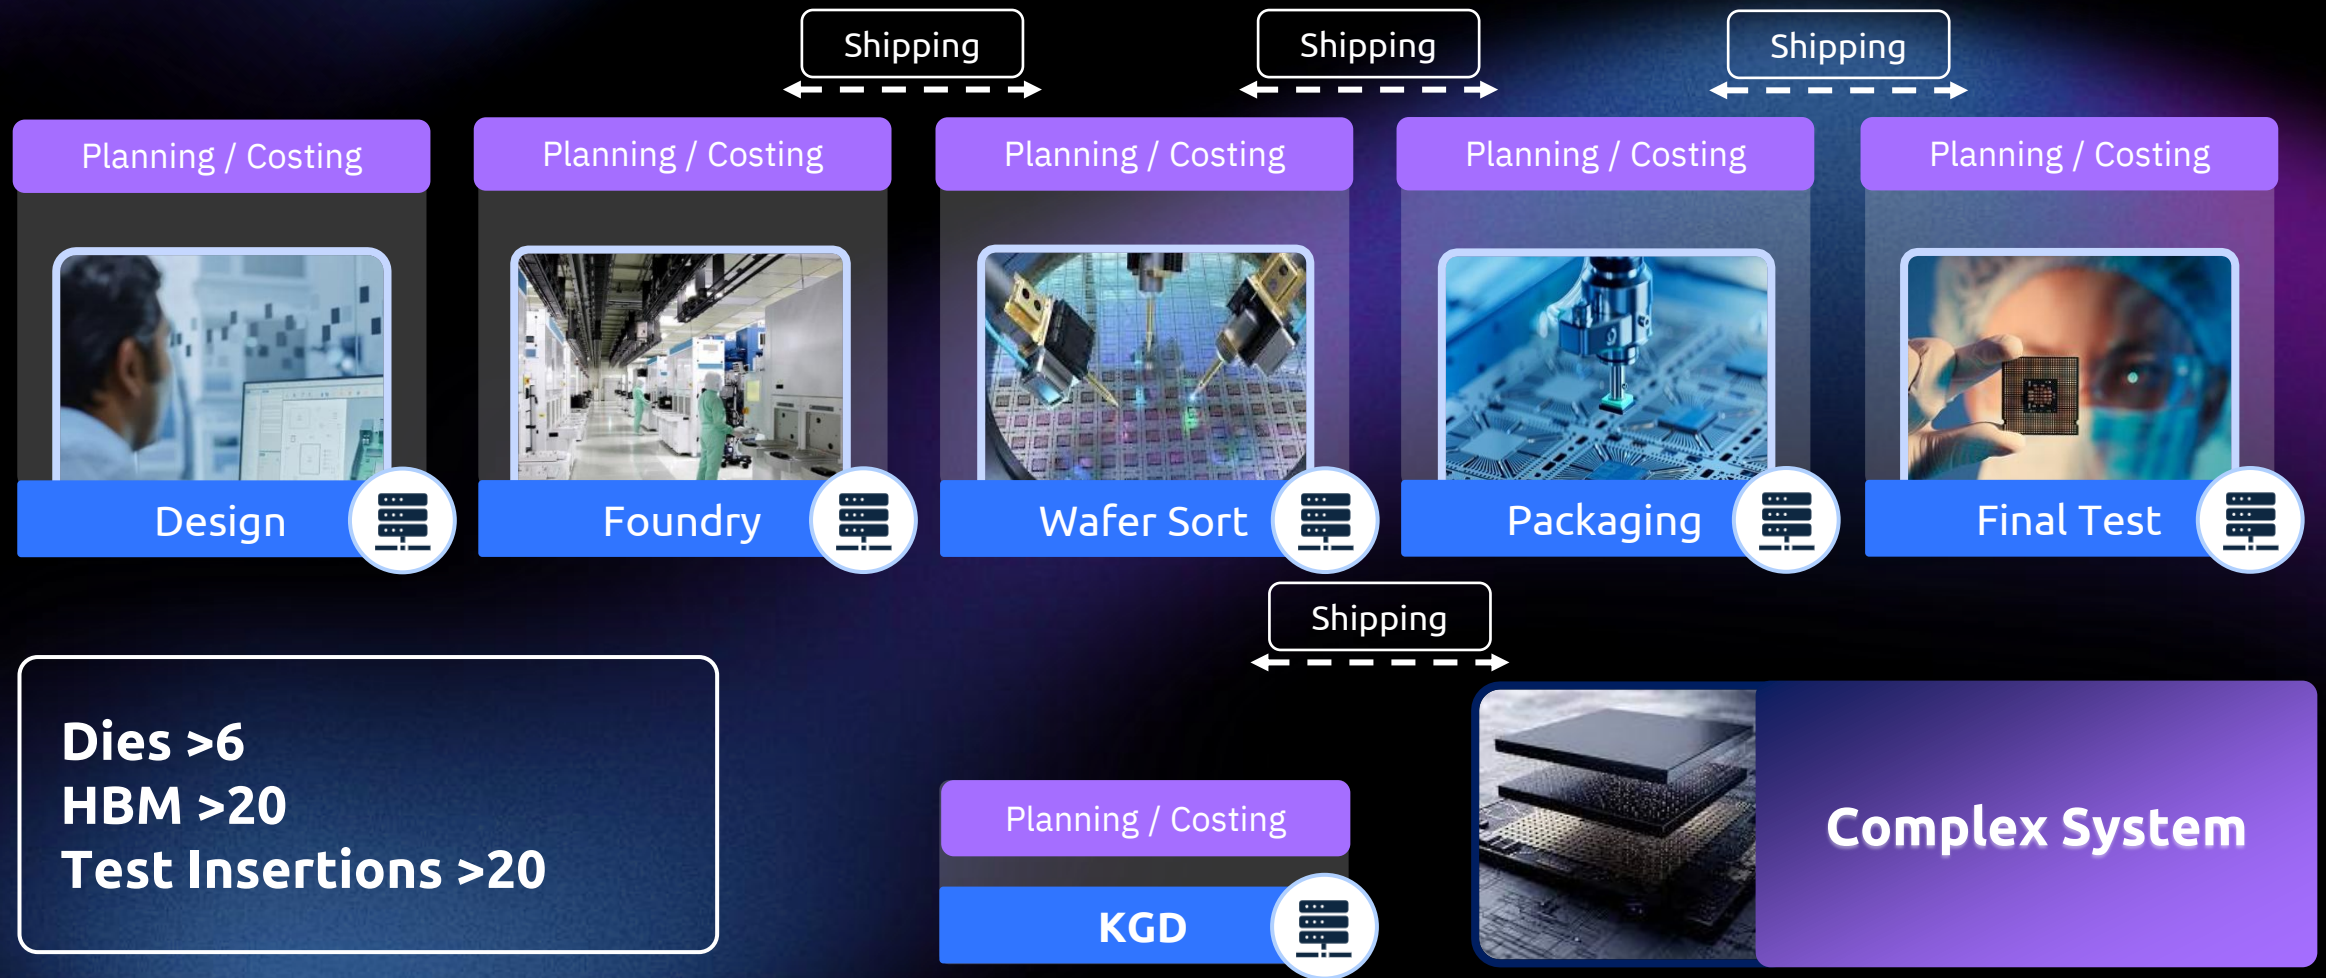 Shipping
Shipping
Shipping
Planning / Costing
Planning / Costing
Planning / Costing
Planning / Costing
Planning / Costing
Design
Foundry
Wafer Sort
Packaging
Final Test
Shipping
Dies >6
HBM >20
Test Insertions >20
Planning / Costing
KGD
Complex System